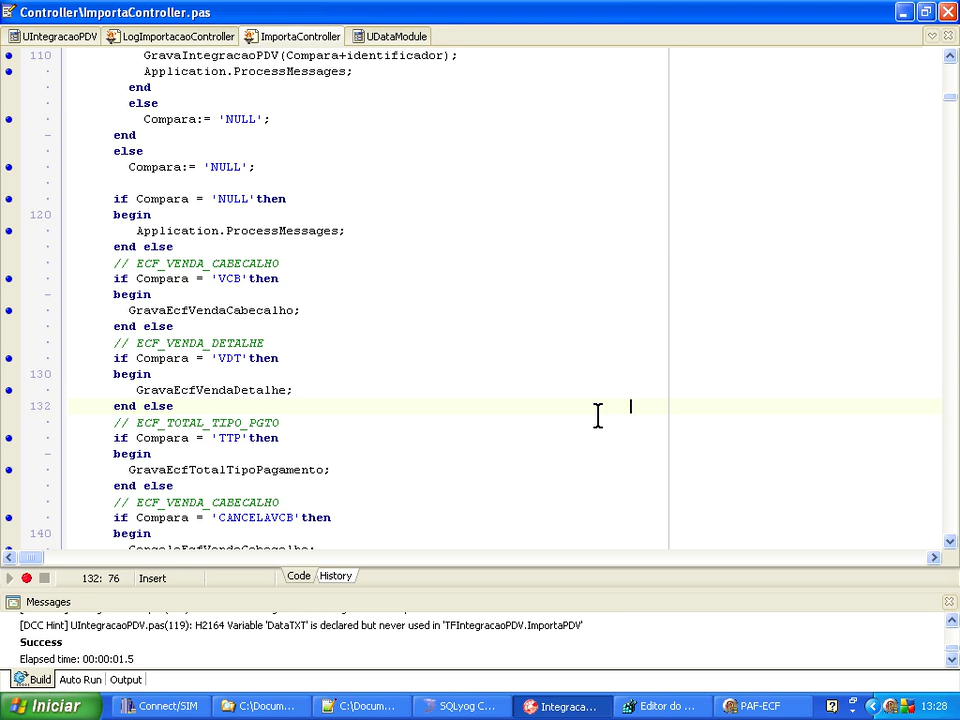 Controller\ImportaController.pas
UIntegracaoPDV LogImportacaoController ImportaController UDataModule
110 GravaIntegracaoPDV(Compara+identificador);
Application.ProcessMessages;
end
else
Compara:= 'NULL';
end
else
Compara:= 'NULL';
if Compara = 'NULL'then
120 begin
Application.ProcessMessages;
end else
// ECF_VENDA_CABECALHO
if Compara = 'VCB'then
begin
GravaEcfVendaCabecalho;
end else
// ECF_VENDA_DETALHE
if Compara = 'VDT'then
130 begin
GravaEcfVendaDetalhe;
132 end else
// ECF_TOTAL_TIPO_PGTO
if Compara = 'TTP'then
begin
GravaEcfTotalTipoPagamento;
end else
// ECF_VENDA_CABECALHO
if Compara = 'CANCELAVCB'then
140 begin
CancelaEcfVendaCabecalho;
132: 76 Insert Code History
Messages
[DCC Hint] UIntegracaoPDV.pas(119): H2164 Variable 'DataTXT' is declared but never used in 'TFIntegracaoPDV.ImportaPDV'
Success
Elapsed time: 00:00:01.5
Build Auto Run Output
Iniciar Connect/SIM C:\Docum... C:\Docum... SQLyog C... Integraca... Editor do ... PAF-ECF 13:28